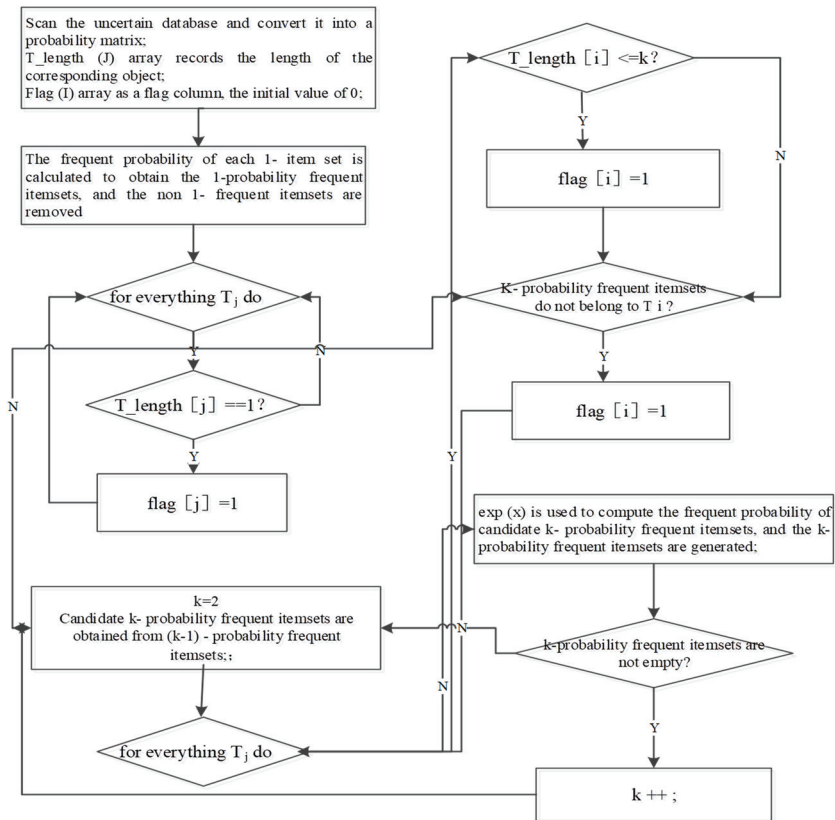 Scan the uncertain database and convert it into a
probability matrix;
T_length (J) array records the length of the
corresponding object;
Flag (I) array as a flag column, the initial value of 0;
The frequent probability of each 1- item set is
calculated to obtain the 1-probability frequent
itemsets, and the non 1- frequent itemsets are
removed
for everything T j do
Y
N
T_length [j] ==1?
Y
flag [j] =1
N
k=2
Candidate k- probability frequent itemsets are
obtained from (k-1) - probability frequent
itemsets;;
for everything T j do
T_length [i] <=k?
Y
N
flag [i] =1
K- probability frequent itemsets
do not belong to T i ?
Y
flag [i] =1
Y
exp (x) is used to compute the frequent probability of
candidate k- probability frequent itemsets, and the k-
probability frequent itemsets are generated;
N
k-probability frequent itemsets are
not empty?
N
Y
k ++ ;